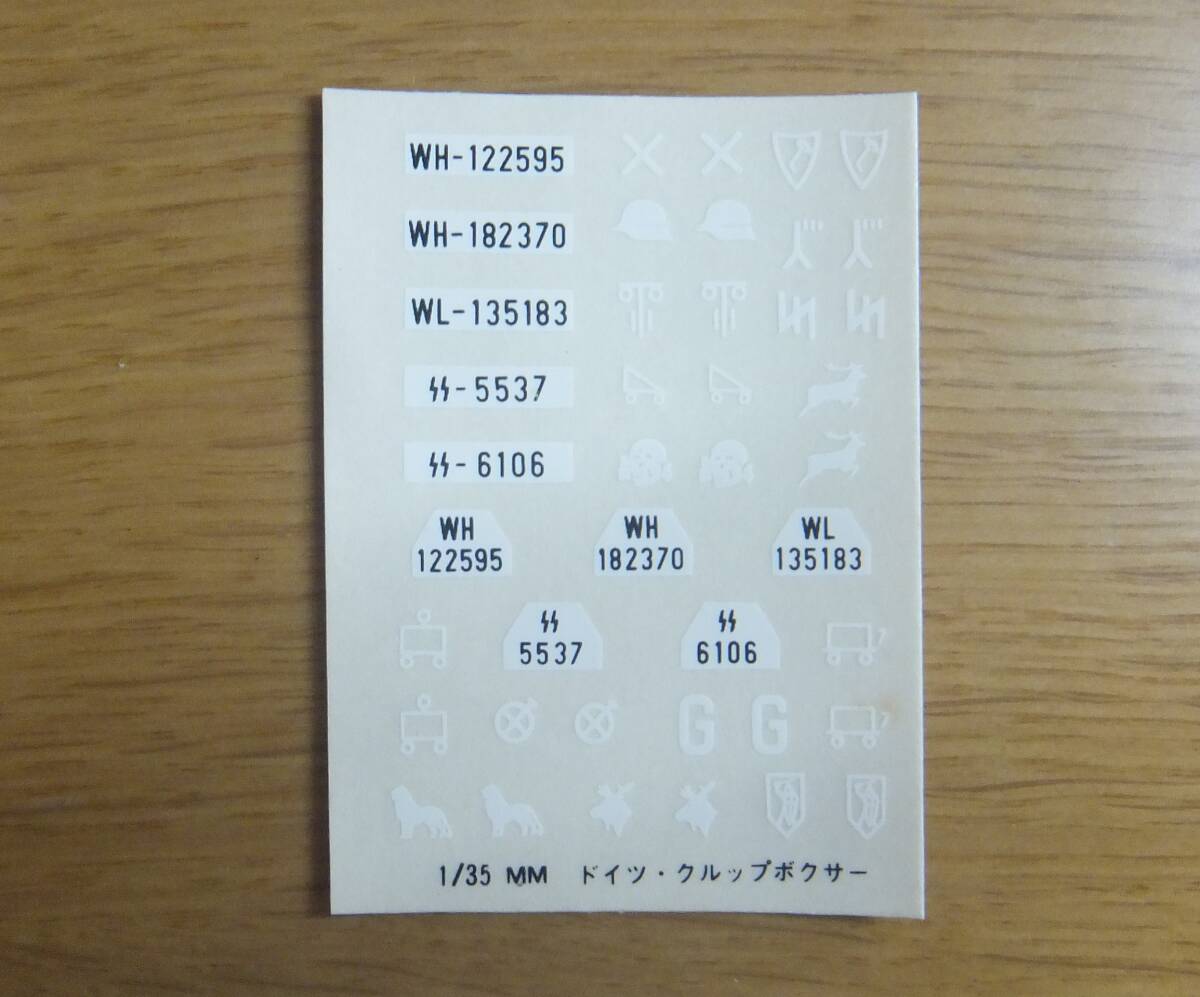 WH-122595
WH-182370
WL-135183
ᛋᛋ-5537
ᛋᛋ-6106
WH WH WL
122595 182370 135183
ᛋᛋ ᛋᛋ
5537 6106
G G
1/35 MM ドイツ・クルップボクサー